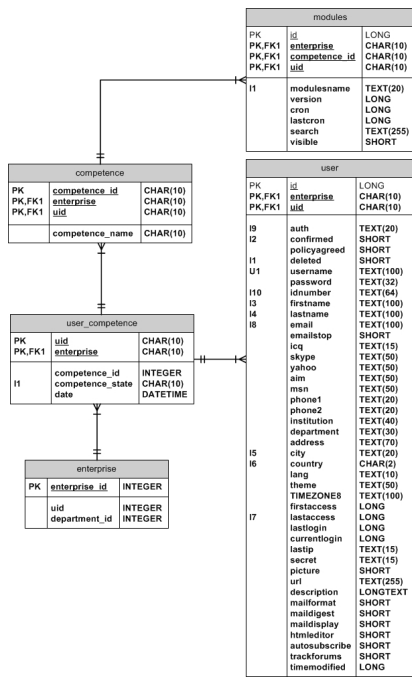 modules
PK id LONG
PK,FK1 enterprise CHAR(10)
PK,FK1 competence_id CHAR(10)
PK,FK1 uid CHAR(10)
I1 modulesname TEXT(20)
version LONG
cron LONG
lastcron LONG
search TEXT(255)
visible SHORT
competence
PK competence_id CHAR(10)
PK,FK1 enterprise CHAR(10)
PK,FK1 uid CHAR(10)
competence_name CHAR(10)
user_competence
PK uid CHAR(10)
PK,FK1 enterprise CHAR(10)
competence_id INTEGER
I1 competence_state CHAR(10)
date DATETIME
enterprise
PK enterprise_id INTEGER
uid INTEGER
department_id INTEGER
user
PK id LONG
PK,FK1 enterprise CHAR(10)
PK,FK1 uid CHAR(10)
I9 auth TEXT(20)
I2 confirmed SHORT
policyagreed SHORT
I1 deleted SHORT
U1 username TEXT(100)
password TEXT(32)
I10 idnumber TEXT(64)
I3 firstname TEXT(100)
I4 lastname TEXT(100)
I8 email TEXT(100)
emailstop SHORT
icq TEXT(15)
skype TEXT(50)
yahoo TEXT(50)
aim TEXT(50)
msn TEXT(50)
phone1 TEXT(20)
phone2 TEXT(20)
institution TEXT(40)
department TEXT(30)
address TEXT(70)
I5 city TEXT(20)
I6 country CHAR(2)
lang TEXT(10)
theme TEXT(50)
TIMEZONE8 TEXT(100)
firstaccess LONG
I7 lastaccess LONG
lastlogin LONG
currentlogin LONG
lastip TEXT(15)
secret TEXT(15)
picture SHORT
url TEXT(255)
description LONGTEXT
mailformat SHORT
maildigest SHORT
maildisplay SHORT
htmleditor SHORT
autosubscribe SHORT
trackforums SHORT
timemodified LONG